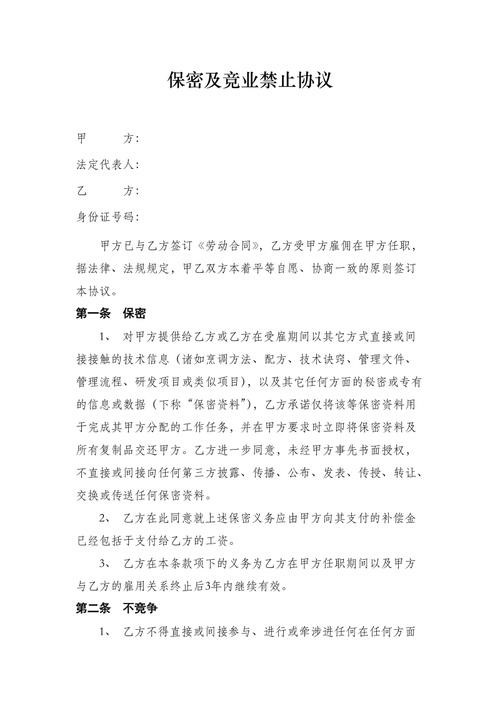 保密及竞业禁止协议
甲　　方：
法定代表人：
乙　　方：
身份证号码：
甲方已与乙方签订《劳动合同》，乙方受甲方雇佣在甲方任职，
据法律、法规规定，甲乙双方本着平等自愿、协商一致的原则签订
本协议。
第一条　保密
1、 对甲方提供给乙方或乙方在受雇期间以其它方式直接或间
接接触的技术信息（诸如烹调方法、配方、技术诀窍、管理文件、
管理流程、研发项目或类似项目），以及其它任何方面的秘密或专有
的信息或数据（下称“保密资料”），乙方承诺仅将该等保密资料用
于完成其甲方分配的工作任务，并在甲方要求时立即将保密资料及
所有复制品交还甲方。乙方进一步同意，未经甲方事先书面授权，
不直接或间接向任何第三方披露、传播、公布、发表、传授、转让、
交换或传送任何保密资料。
2、 乙方在此同意就上述保密义务应由甲方向其支付的补偿金
已经包括于支付给乙方的工资。
3、 乙方在本条款项下的义务为乙方在甲方任职期间以及甲方
与乙方的雇用关系终止后3年内继续有效。
第二条　不竞争
1、 乙方不得直接或间接参与、进行或牵涉进任何在任何方面